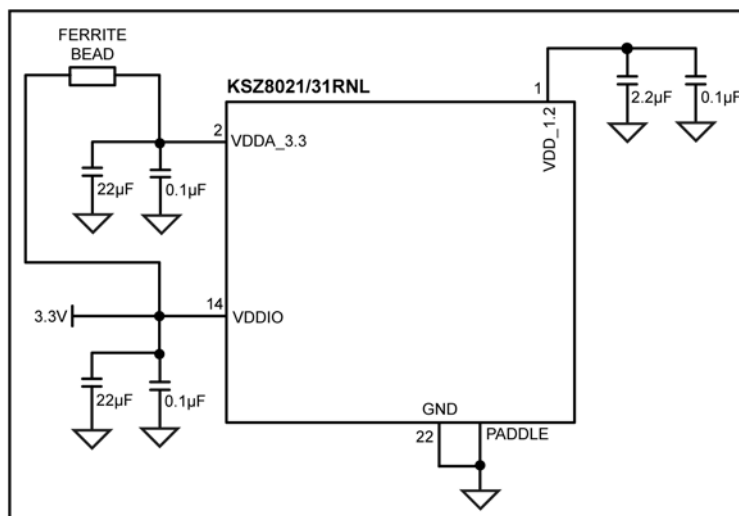 FERRITE
BEAD
KSZ8021/31RNL
1
2.2µF
0.1µF
VDD_1.2
2
VDDA_3.3
22µF
0.1µF
14
3.3V
VDDIO
22µF
0.1µF
GND
22
PADDLE